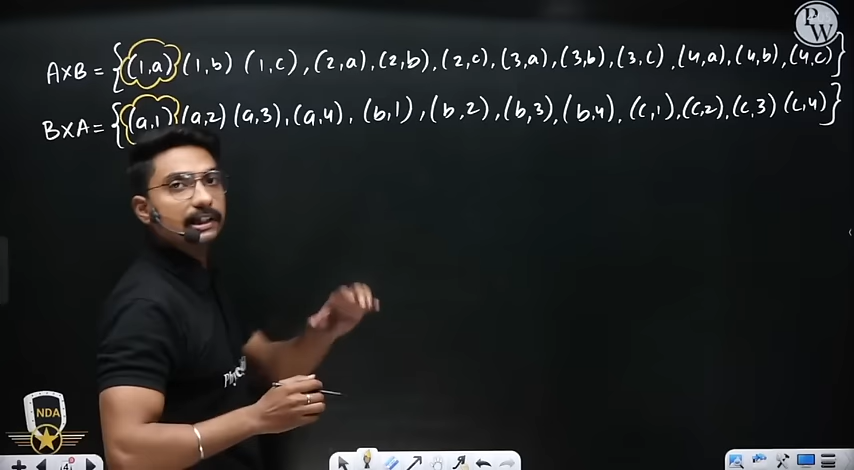 PW
A×B = {(1,a) (1,b) (1,c), (2,a), (2,b), (2,c), (3,a), (3,b), (3,c), (4,a), (4,b), (4,c)}
B×A = {(a,1) (a,2) (a,3), (a,4), (b,1), (b,2), (b,3), (b,4), (c,1), (c,2), (c,3) (c,4)}
NDA